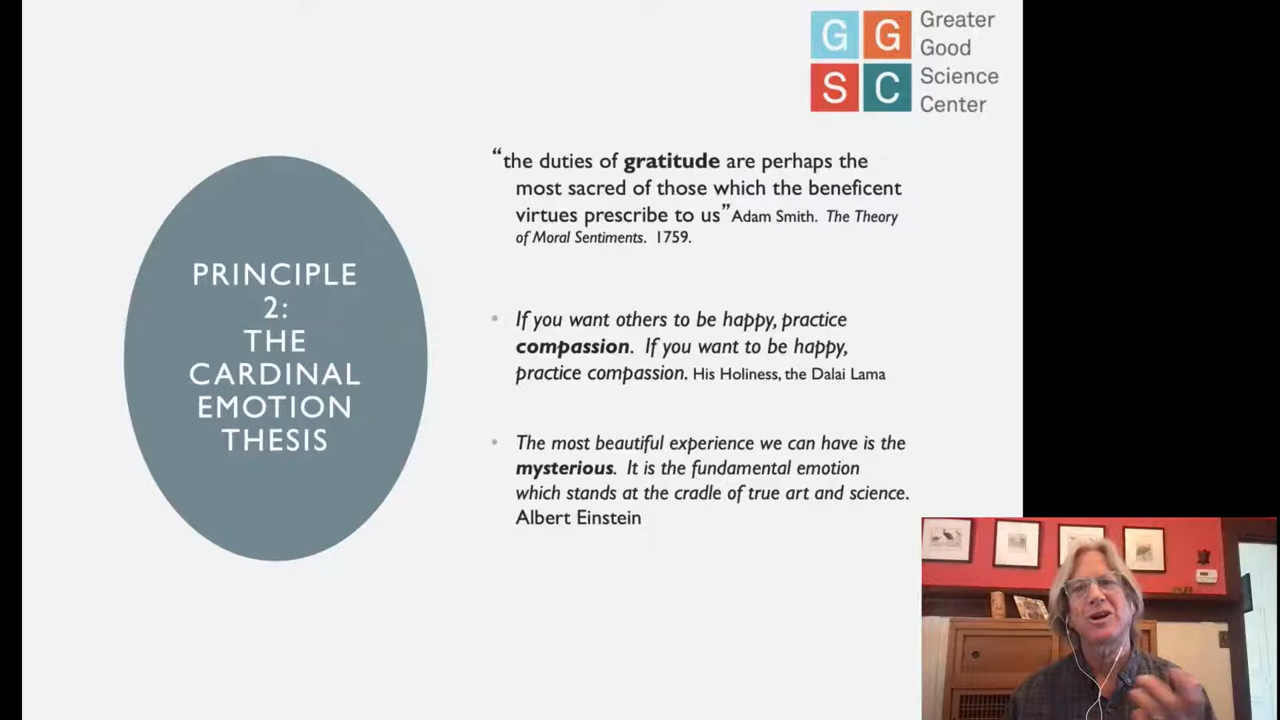 G G
S C
Greater
Good
Science
Center
PRINCIPLE
2:
THE
CARDINAL
EMOTION
THESIS
“the duties of gratitude are perhaps the
most sacred of those which the beneficent
virtues prescribe to us” Adam Smith. The Theory
of Moral Sentiments. 1759.
• If you want others to be happy, practice
compassion. If you want to be happy,
practice compassion. His Holiness, the Dalai Lama
• The most beautiful experience we can have is the
mysterious. It is the fundamental emotion
which stands at the cradle of true art and science.
Albert Einstein